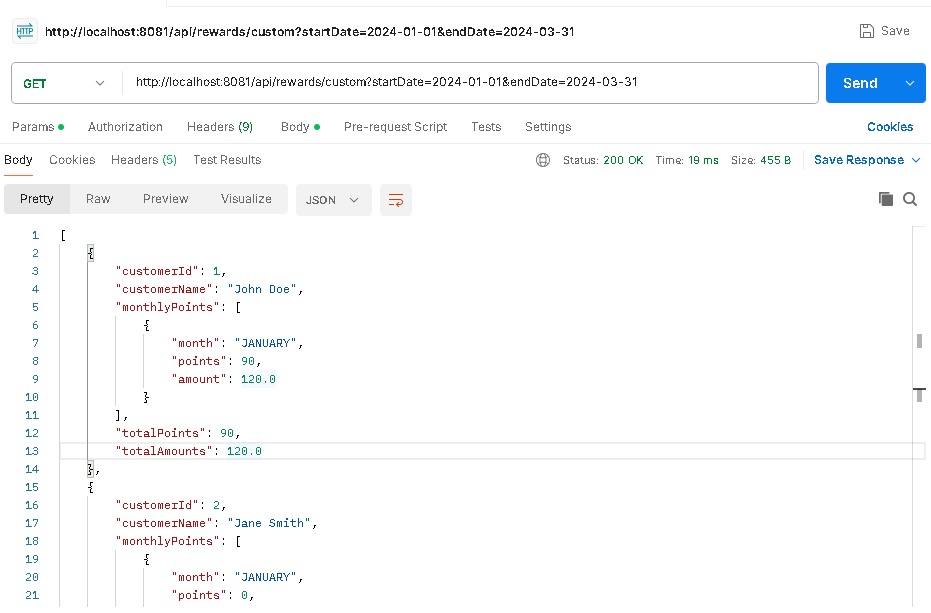 HTTP http://localhost:8081/api/rewards/custom?startDate=2024-01-01&endDate=2024-03-31 Save
GET http://localhost:8081/api/rewards/custom?startDate=2024-01-01&endDate=2024-03-31 Send
Params Authorization Headers (9) Body Pre-request Script Tests Settings Cookies
Body Cookies Headers (5) Test Results Status: 200 OK Time: 19 ms Size: 455 B Save Response
Pretty Raw Preview Visualize JSON
1 [
2 {
3 "customerId": 1,
4 "customerName": "John Doe",
5 "monthlyPoints": [
6 {
7 "month": "JANUARY",
8 "points": 90,
9 "amount": 120.0
10 }
11 ],
12 "totalPoints": 90,
13 "totalAmounts": 120.0
14 },
15 {
16 "customerId": 2,
17 "customerName": "Jane Smith",
18 "monthlyPoints": [
19 {
20 "month": "JANUARY",
21 "points": 0,